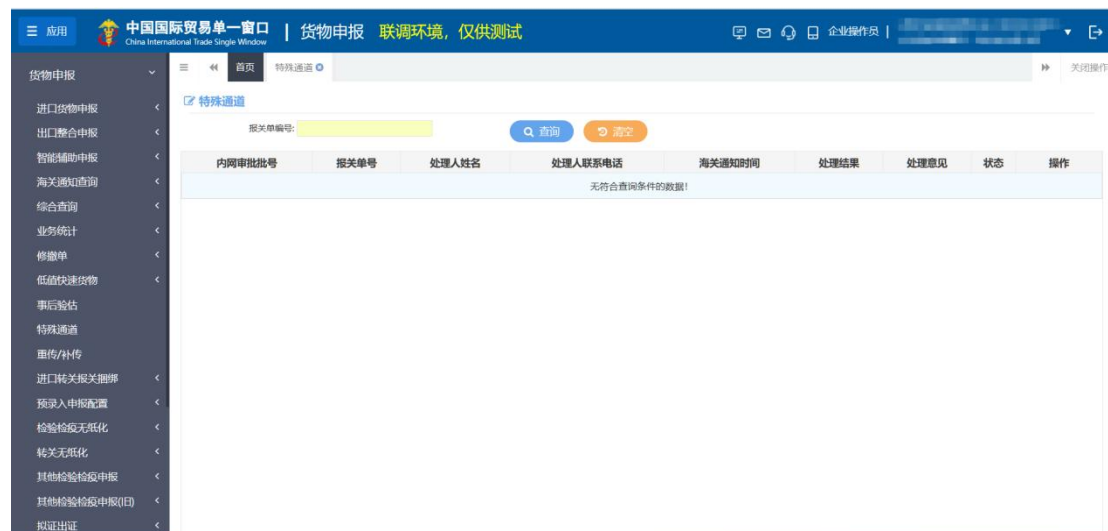 应用 中国国际贸易单一窗口 | 货物申报 联调环境，仅供测试 企业操作员 |
China International Trade Single Window
货物申报
首页 特殊通道 关闭操作
特殊通道
进口货物申报
报关单编号: 查询 清空
出口整合申报
智能辅助申报
内网审批批号 报关单号 处理人姓名 处理人联系电话 海关通知时间 处理结果 处理意见 状态 操作
海关通知查询
无符合查询条件的数据!
综合查询
业务统计
修撤单
低值快速货物
事后验估
特殊通道
重传/补传
进口转关报关捆绑
预录入申报配置
检验检疫无纸化
转关无纸化
其他检验检疫申报
其他检验检疫申报(旧)
拟证出证